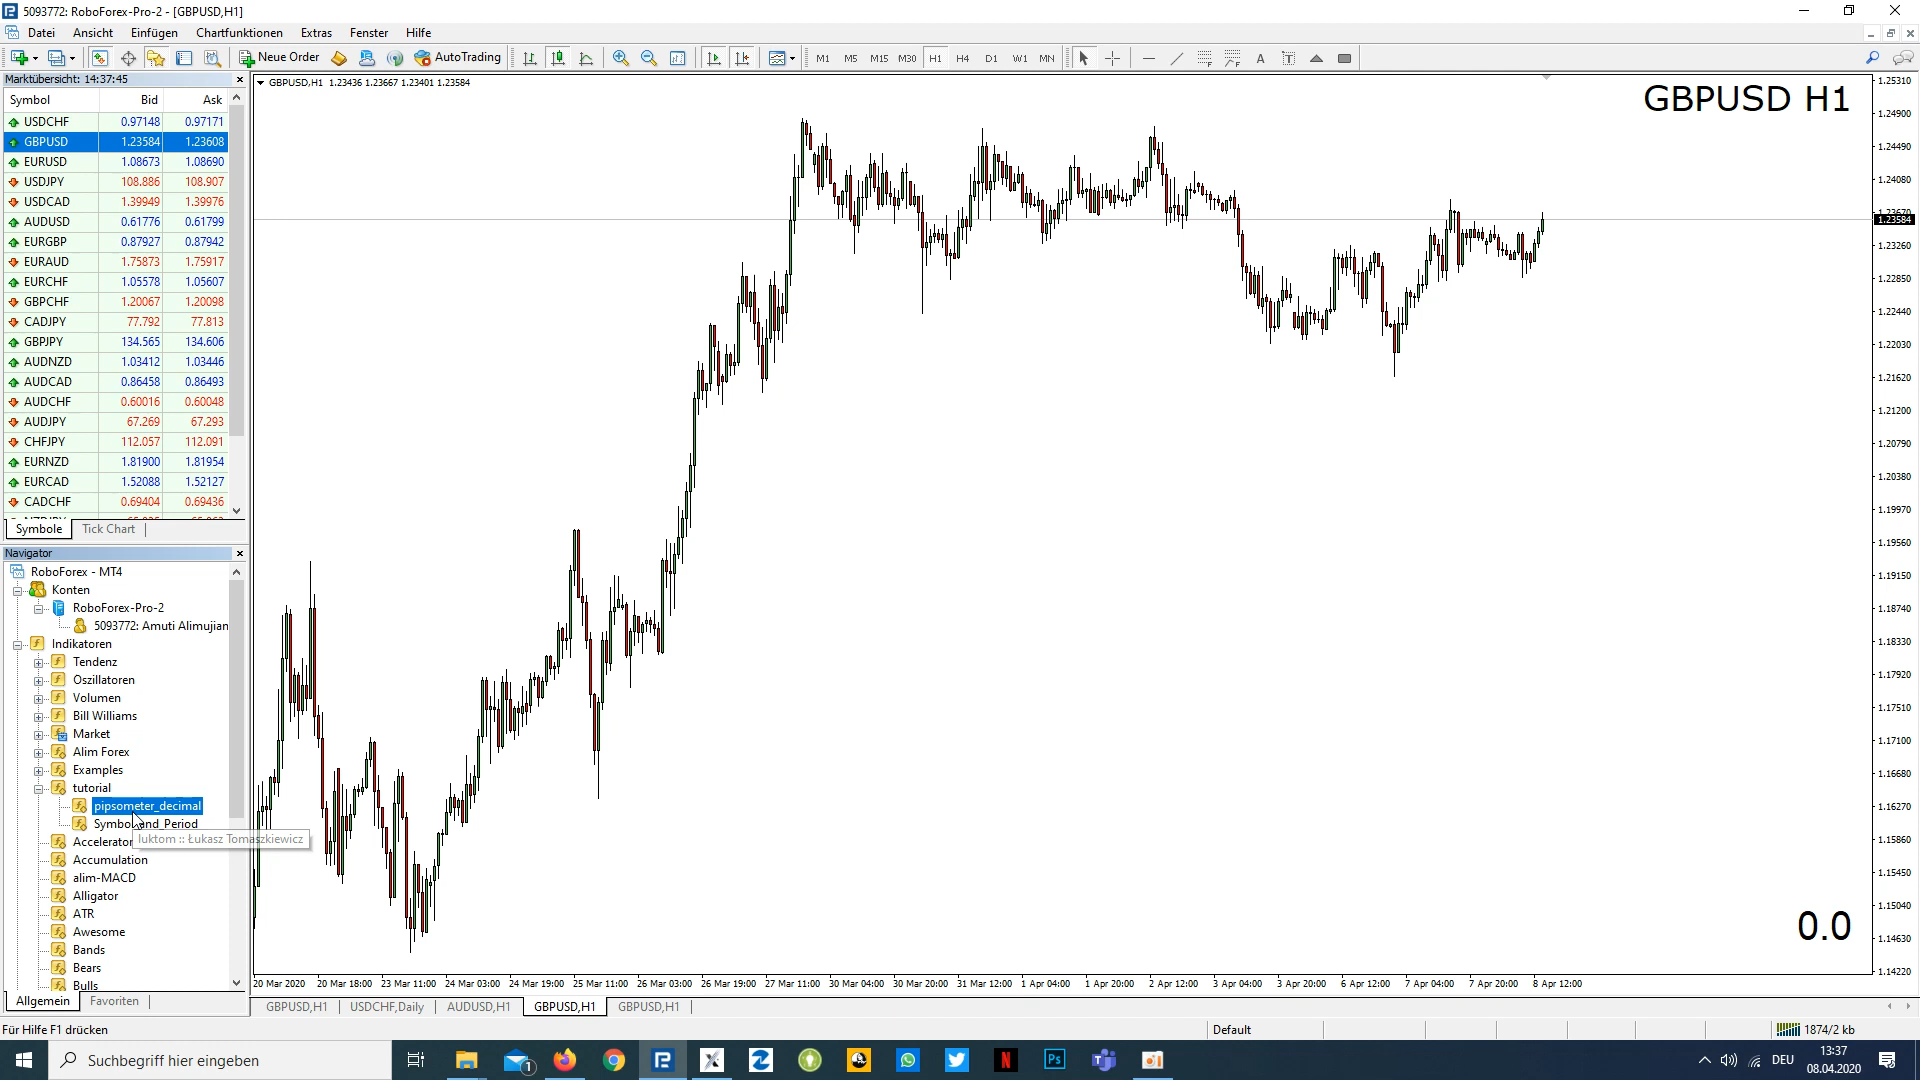 5093772: RoboForex-Pro-2 - [GBPUSD,H1]
Datei Ansicht Einfügen Chartfunktionen Extras Fenster Hilfe
New Order AutoTrading M1 M5 M15 M30 H1 H4 D1 W1 MN A T
Marktübersicht: 14:37:45
Symbol Bid Ask
USDCHF 0.97148 0.97171
GBPUSD 1.23584 1.23608
EURUSD 1.08673 1.08690
USDJPY 108.886 108.907
USDCAD 1.39949 1.39976
AUDUSD 0.61776 0.61799
EURGBP 0.87927 0.87942
EURAUD 1.75873 1.75917
EURCHF 1.05578 1.05607
GBPCHF 1.20067 1.20098
CADJPY 77.792 77.813
GBPJPY 134.565 134.606
AUDNZD 1.03412 1.03446
AUDCAD 0.86458 0.86493
AUDCHF 0.60016 0.60048
AUDJPY 67.269 67.293
CHFJPY 112.057 112.091
EURNZD 1.81900 1.81954
EURCAD 1.52088 1.52127
CADCHF 0.69404 0.69436
Symbole Tick Chart
Navigator
RoboForex - MT4
Konten
RoboForex-Pro-2
5093772: Amuti Alimujian
Indikatoren
Tendenz
Oszillatoren
Volumen
Bill Williams
Market
Alim Forex
Examples
tutorial
pipsometer_decimal
Symbol and_Period
luktom :: Łukasz Tomaszkiewicz
Accelerator
Accumulation
alim-MACD
Alligator
ATR
Awesome
Bands
Bears
Bulls
Allgemein Favoriten
GBPUSD,H1 1.23436 1.23667 1.23401 1.23584
GBPUSD H1
1.25310
1.24900
1.24490
1.24080
1.23584
1.23260
1.22850
1.22440
1.22030
1.21620
1.21200
1.20790
1.20380
1.19970
1.19560
1.19150
1.18740
1.18330
1.17920
1.17510
1.17100
1.16680
1.16270
1.15860
1.15450
1.15040
1.14630
1.14220
0.0
20 Mar 2020 20 Mar 18:00 23 Mar 11:00 24 Mar 03:00 24 Mar 19:00 25 Mar 11:00 26 Mar 03:00 26 Mar 19:00 27 Mar 11:00 30 Mar 04:00 30 Mar 20:00 31 Mar 12:00 1 Apr 04:00 1 Apr 20:00 2 Apr 12:00 3 Apr 04:00 3 Apr 20:00 6 Apr 12:00 7 Apr 04:00 7 Apr 20:00 8 Apr 12:00
GBPUSD,H1 USDCHF,Daily AUDUSD,H1 GBPUSD,H1 GBPUSD,H1
Für Hilfe F1 drücken Default 1874/2 kb
Suchbegriff hier eingeben 1 N Ps DEU 13:37
08.04.2020